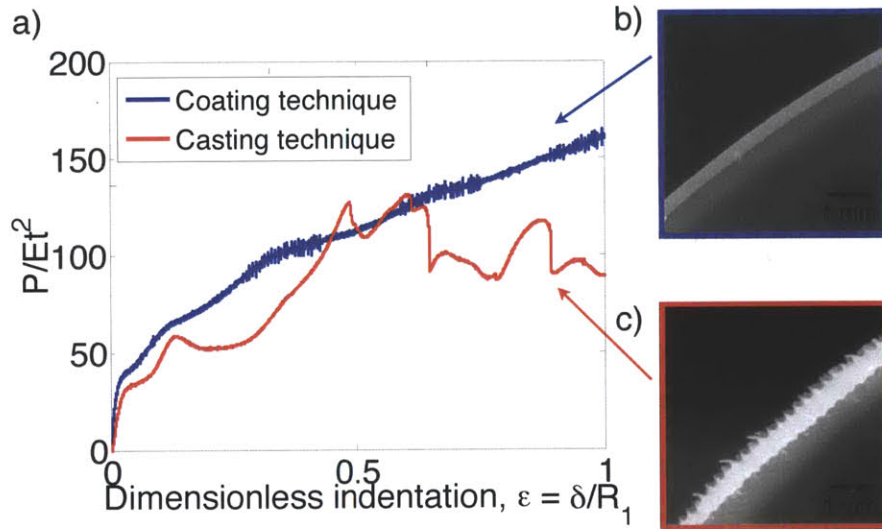 a)
200
150
100
50
0
P/Et²
Coating technique
Casting technique
0
0.5
1
Dimensionless indentation, ε = δ/R₁
b)
c)